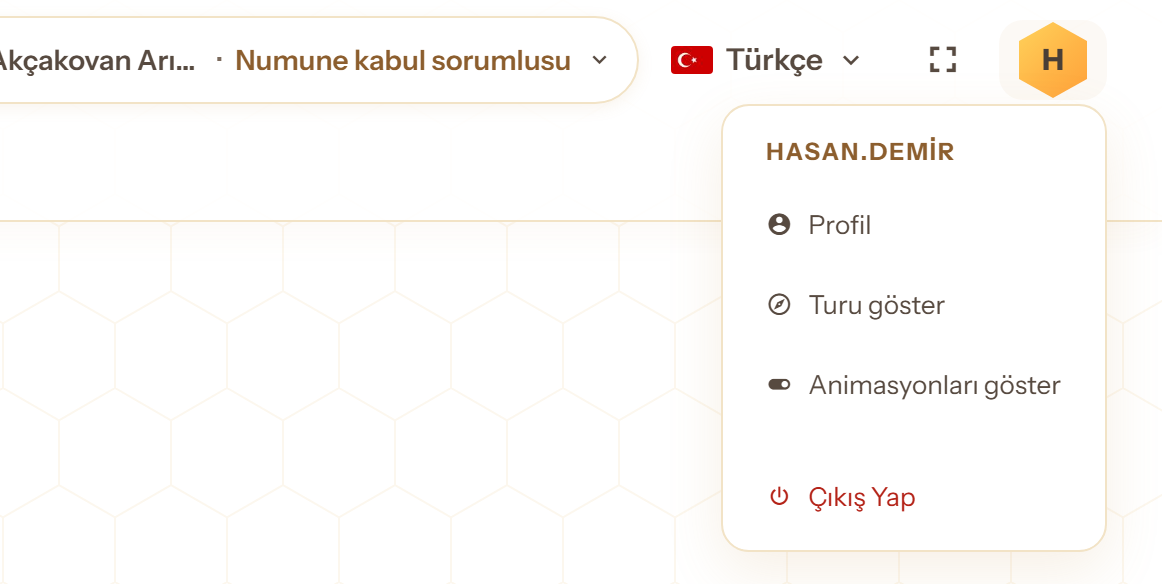 Akçakovan Arı... · Numune kabul sorumlusu
Türkçe
H
HASAN.DEMİR
Profil
Turu göster
Animasyonları göster
Çıkış Yap